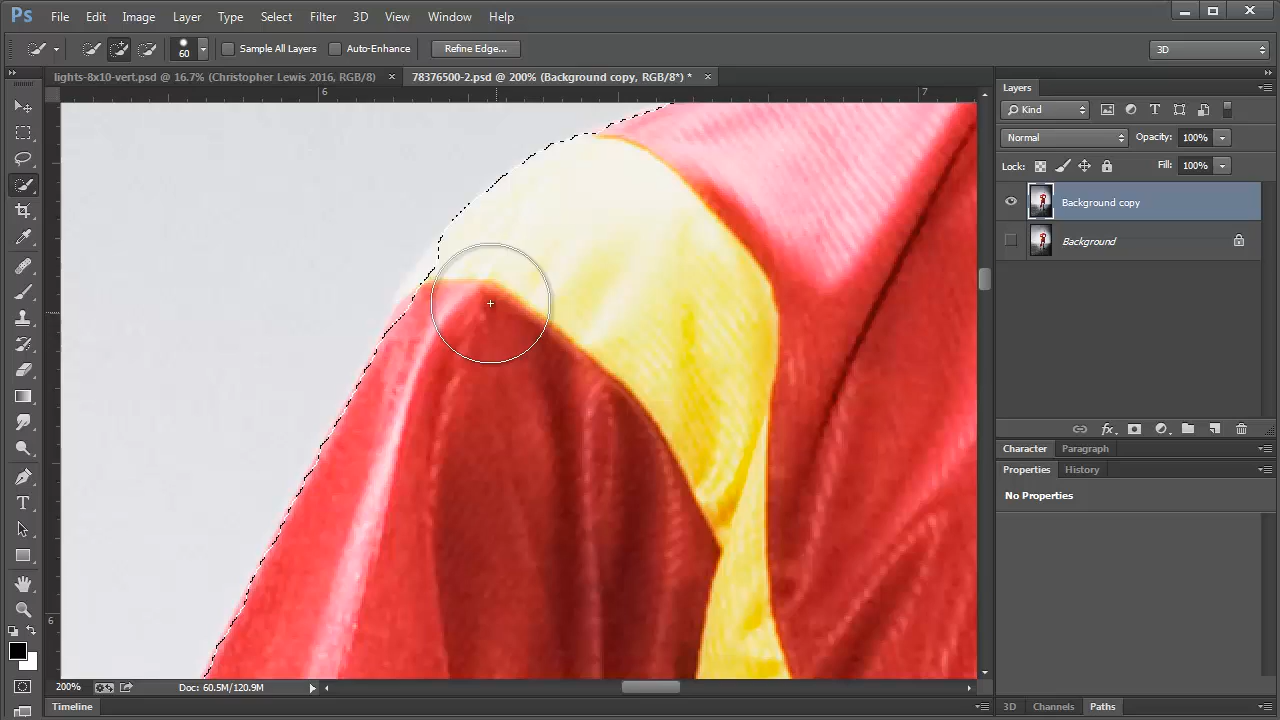 Ps File Edit Image Layer Type Select Filter 3D View Window Help
60 Sample All Layers Auto-Enhance Refine Edge... 3D
lights-8x10-vert.psd @ 16.7% (Christopher Lewis 2016, RGB/8) × 78376500-2.psd @ 200% (Background copy, RGB/8*) * ×
6 7
Layers
Kind
Normal Opacity: 100%
Lock: Fill: 100%
Background copy
Background
fx
Character Paragraph
Properties History
No Properties
6
200% Doc: 60.5M/120.9M
Timeline 3D Channels Paths